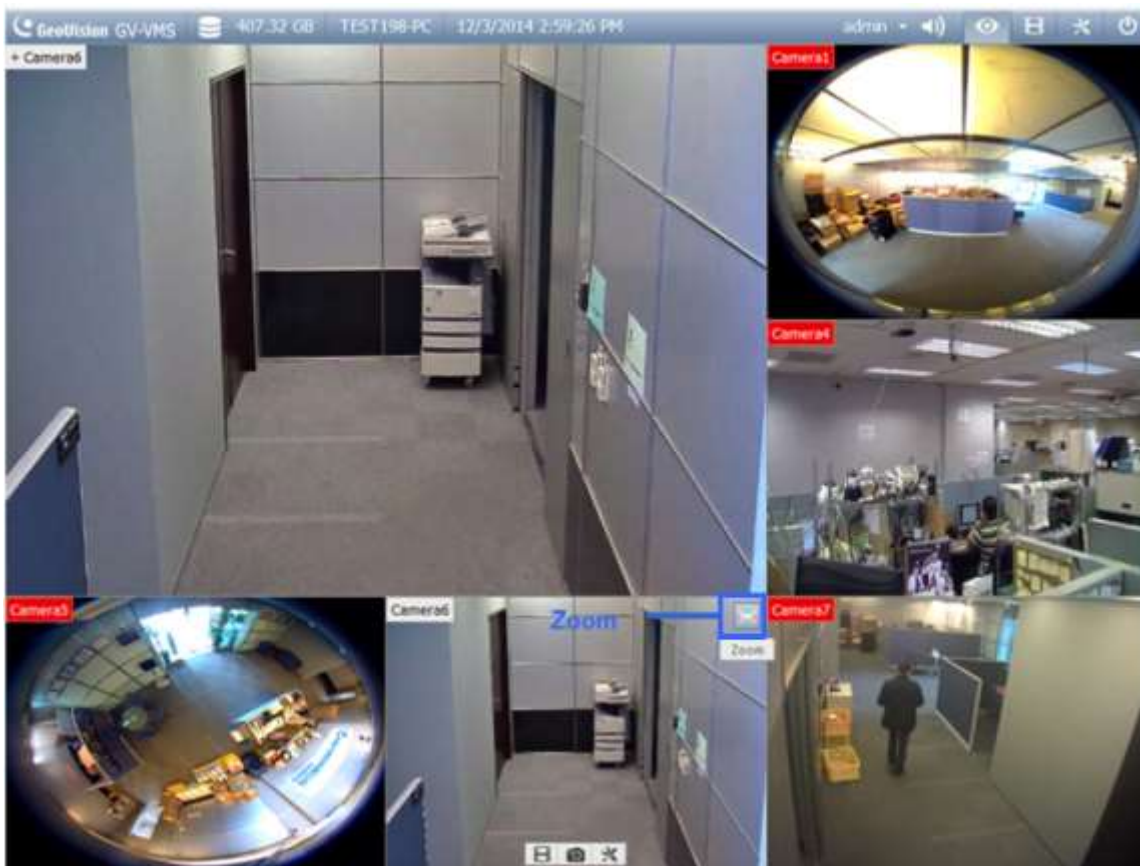 GeoVision GV-VMS 407.32 GB TEST198-PC 12/3/2014 2:59:26 PM admin
+ Camera6
Camera1
Camera4
Camera5
Camera6
Zoom
Zoom
Camera7